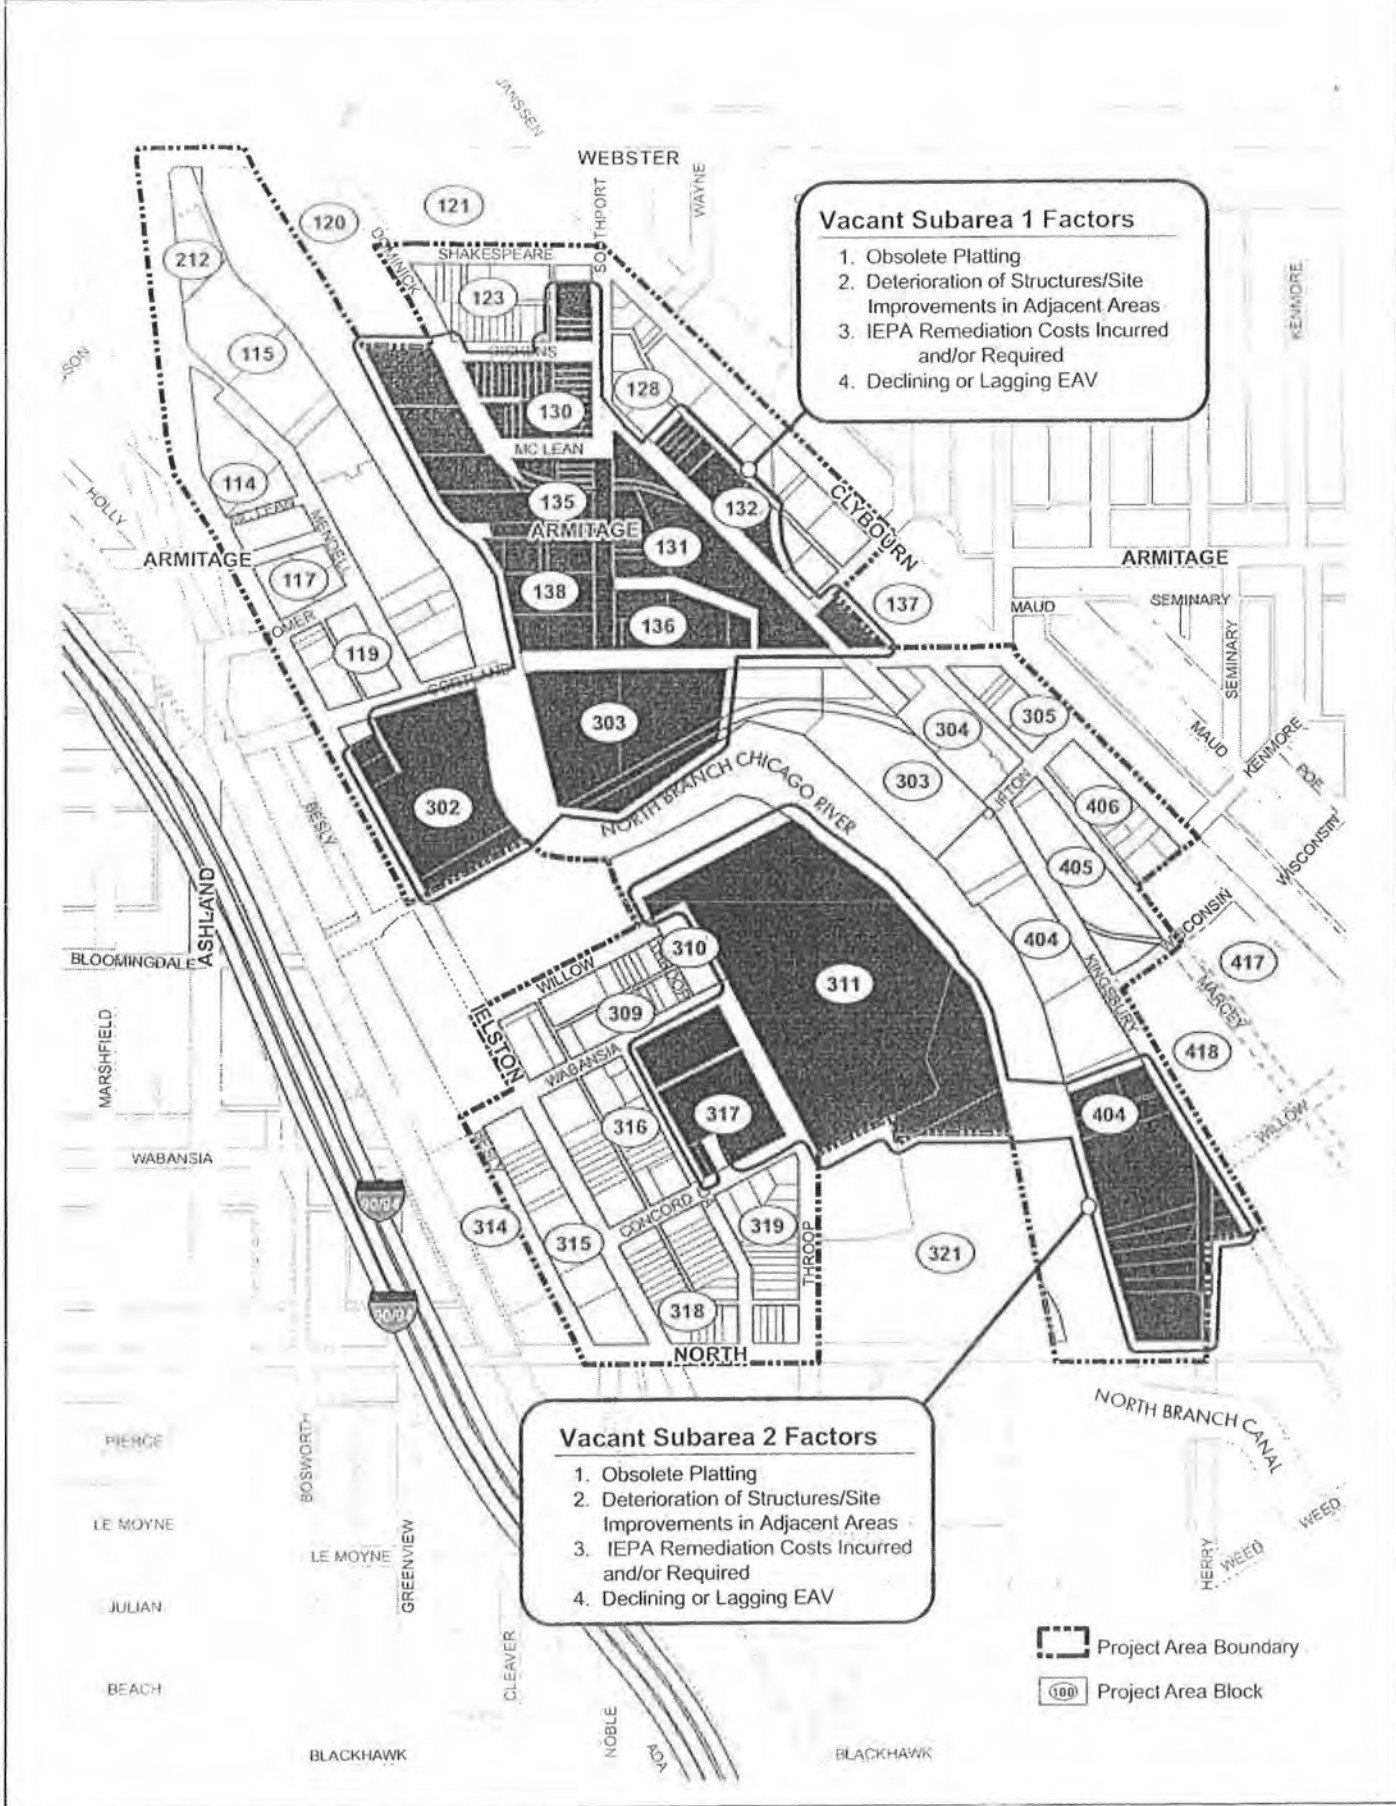 JANSSEN
WEBSTER
WAYNE
SOUTHPORT
121
120
DOMINICK
SHAKESPEARE
212
123
Vacant Subarea 1 Factors
1. Obsolete Platting
2. Deterioration of Structures/Site
Improvements in Adjacent Areas
3. IEPA Remediation Costs Incurred
and/or Required
4. Declining or Lagging EAV
KENMORE
115
DICKENS
128
130
MC LEAN
114
MC LEAN
HOLLY
MENDELL
135
132
CLYBOURN
ARMITAGE
ARMITAGE
131
ARMITAGE
117
138
137
MAUD
SEMINARY
OMER
136
119
SEMINARY
CORTLAND
303
304
305
MAUD
KENMORE
POE
302
303
CLIFTON
406
NORTH BRANCH CHICAGO RIVER
BESLY
405
WISCONSIN
ASHLAND
WISCONSIN
404
310
BLOOMINGDALE
WILLOW
417
311
KINGSBURY
MARCEY
309
ELSTON
MARSHFIELD
WABANSIA
418
317
404
316
WILLOW
WABANSIA
90/94
CONCORD
314
315
319
THROOP
321
90/94
318
NORTH
NORTH BRANCH CANAL
Vacant Subarea 2 Factors
1. Obsolete Platting
2. Deterioration of Structures/Site
Improvements in Adjacent Areas
3. IEPA Remediation Costs Incurred
and/or Required
4. Declining or Lagging EAV
PIERCE
BOSWORTH
LE MOYNE
LE MOYNE
GREENVIEW
WEED
WEED
HERRY
JULIAN
CLEAVER
Project Area Boundary
BEACH
100
Project Area Block
NOBLE
ADA
BLACKHAWK
BLACKHAWK